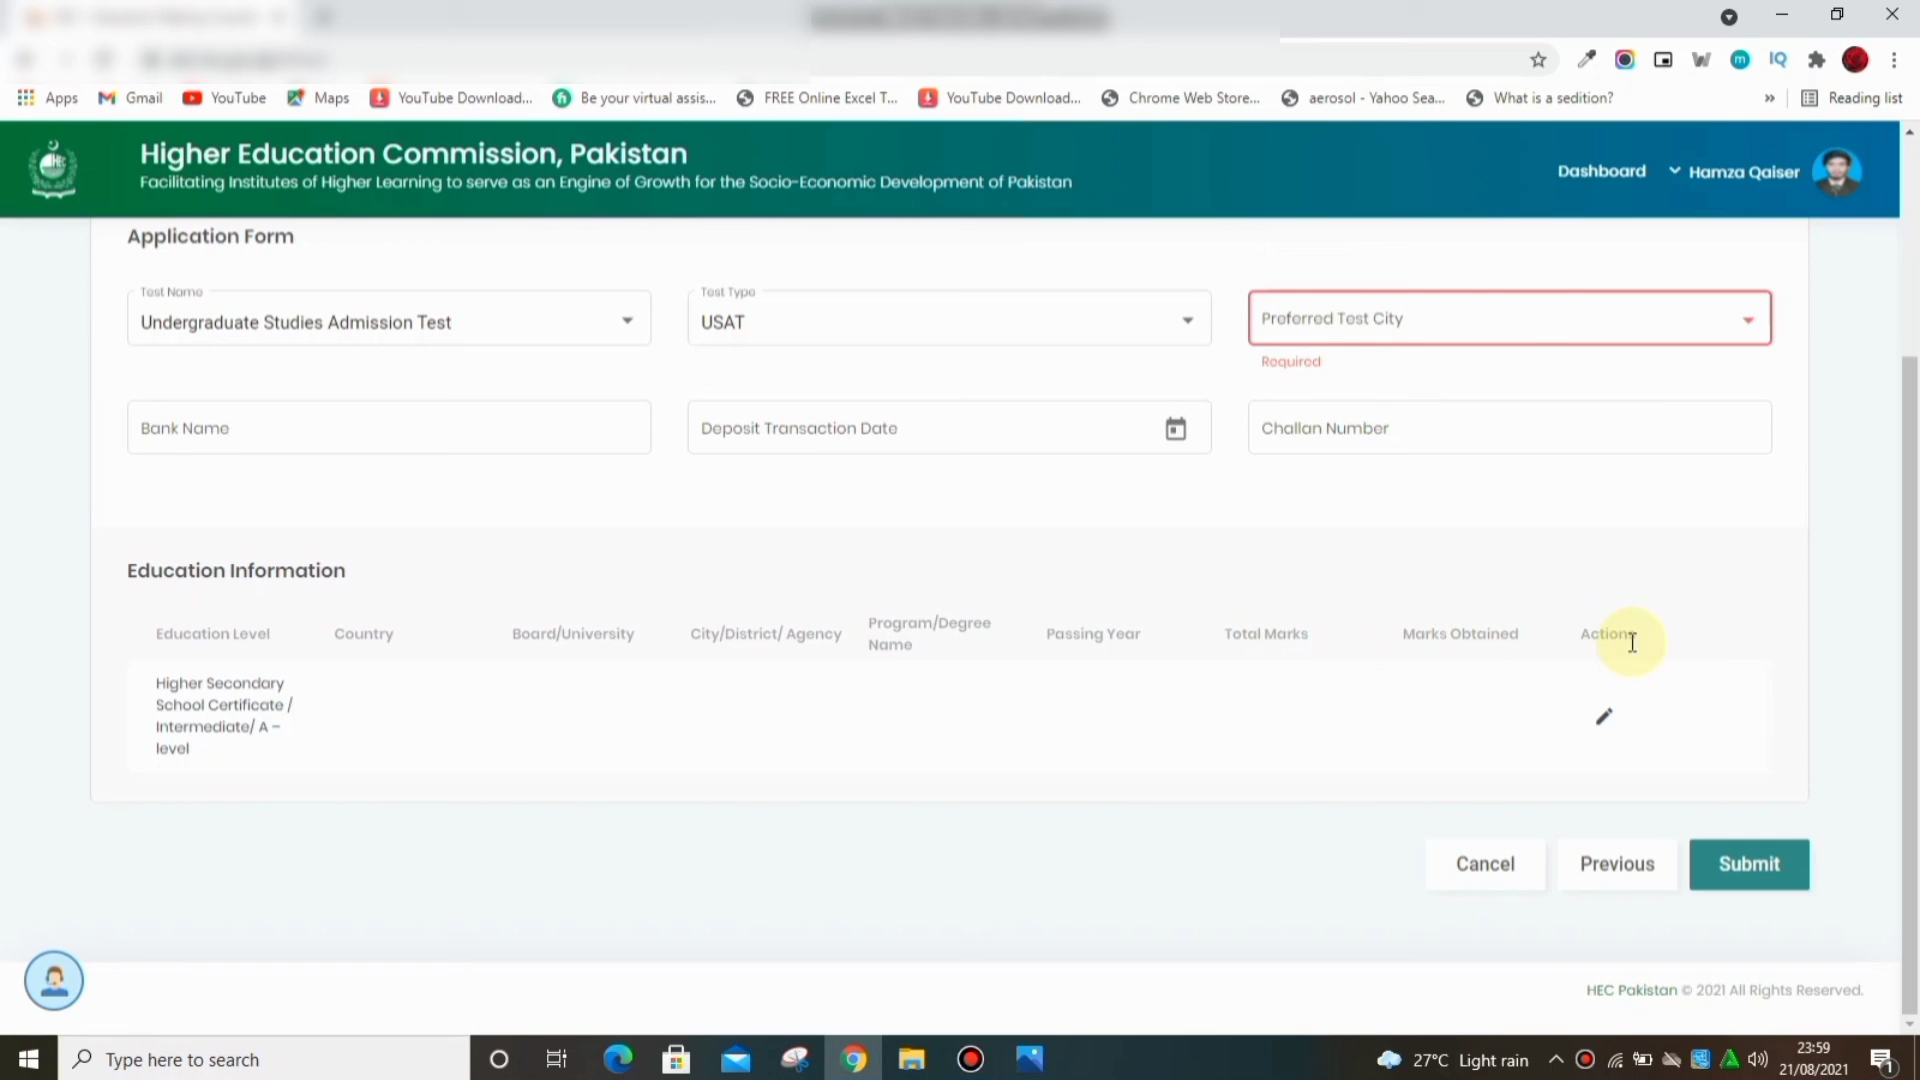 Apps
Gmail
YouTube
Maps
YouTube Download...
Be your virtual assis...
FREE Online Excel T...
YouTube Download...
Chrome Web Store...
aerosol - Yahoo Sea...
What is a sedition?
»
Reading list
Higher Education Commission, Pakistan
Facilitating Institutes of Higher Learning to serve as an Engine of Growth for the Socio-Economic Development of Pakistan
Dashboard
Hamza Qaiser
Application Form
Test Name
Undergraduate Studies Admission Test
Test Type
USAT
Preferred Test City
Required
Bank Name
Deposit Transaction Date
Challan Number
Education Information
Education Level
Country
Board/University
City/District/ Agency
Program/Degree
Name
Passing Year
Total Marks
Marks Obtained
Actions
Higher Secondary
School Certificate /
Intermediate/ A -
level
Cancel
Previous
Submit
HEC Pakistan © 2021 All Rights Reserved.
Type here to search
27°C Light rain
23:59
21/08/2021
1